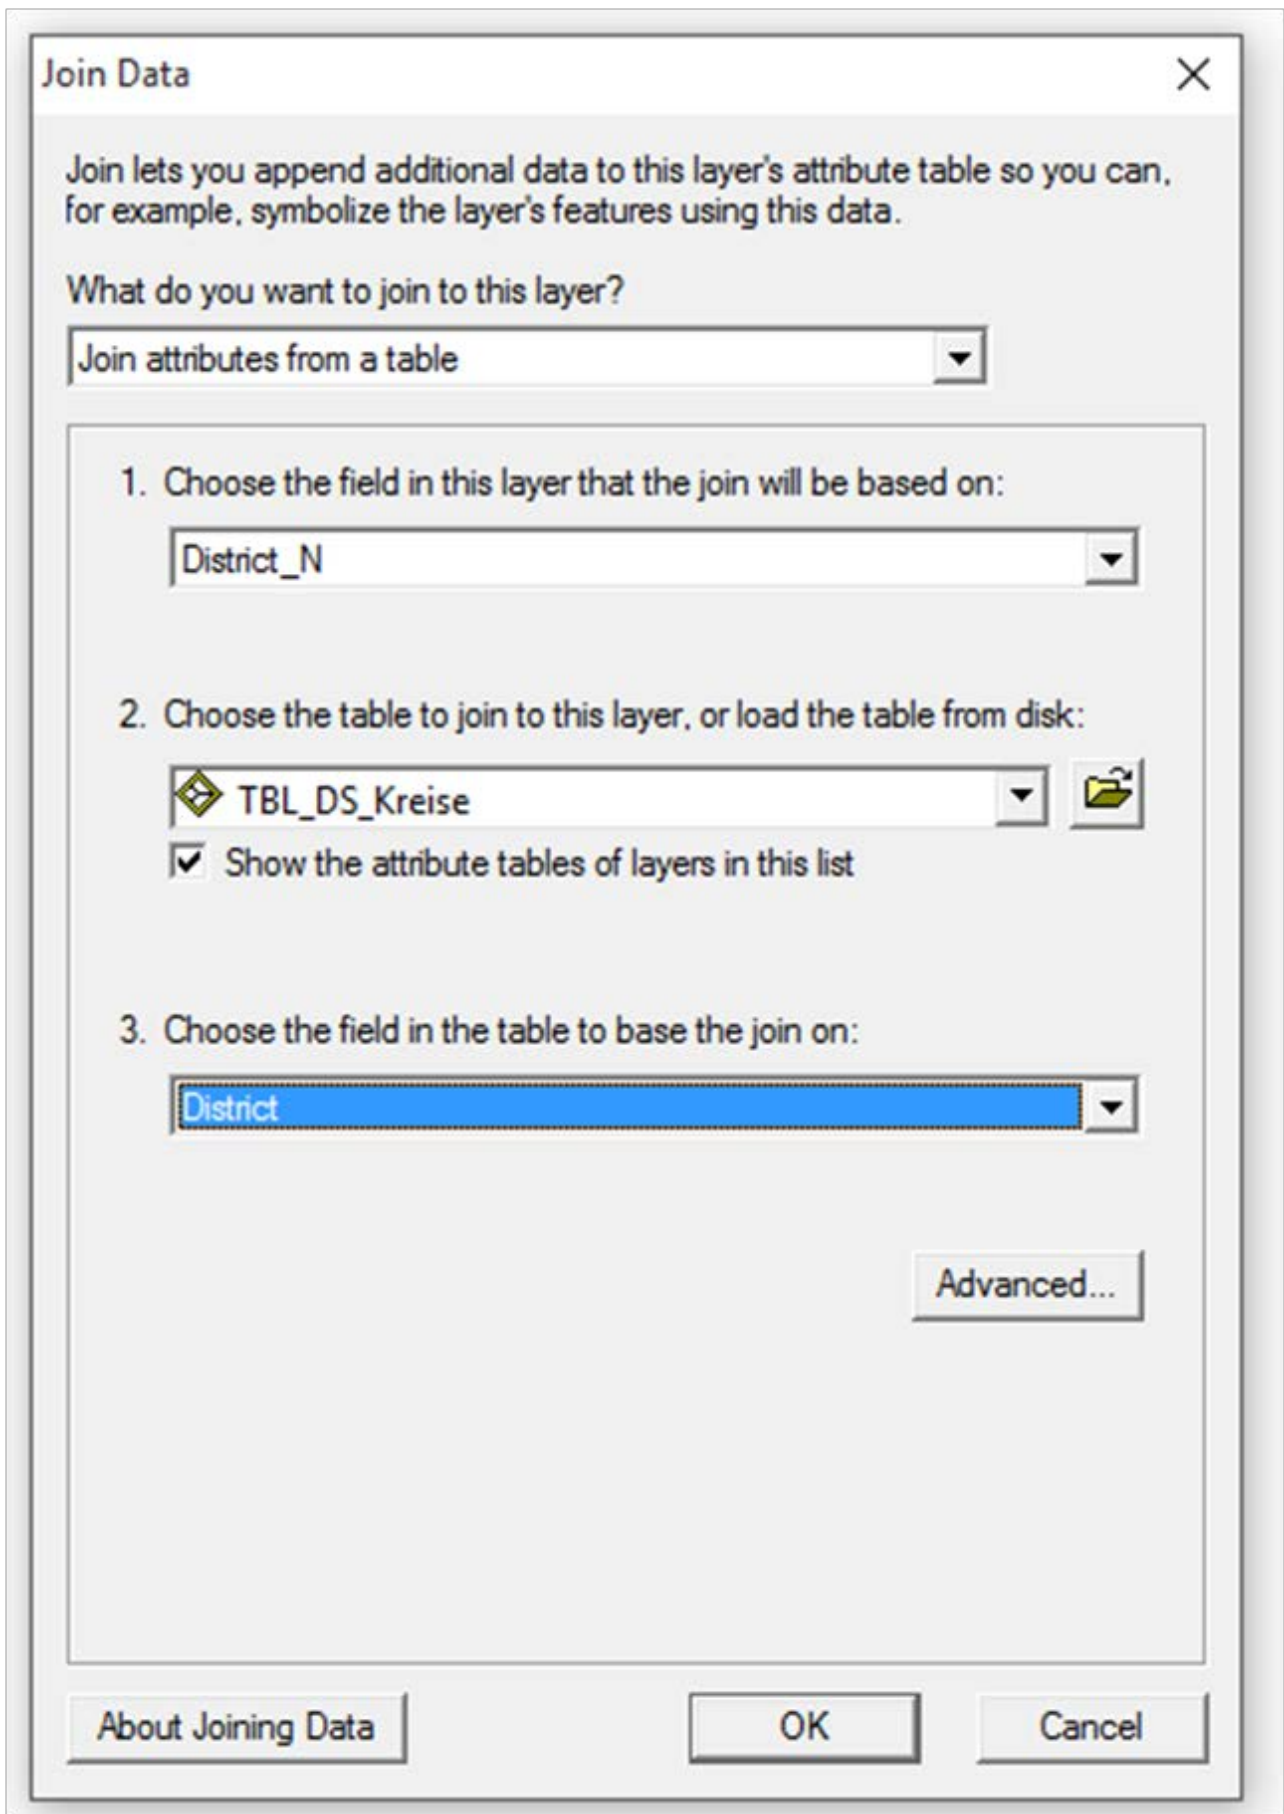 Join Data
Join lets you append additional data to this layer's attribute table so you can,
for example, symbolize the layer's features using this data.
What do you want to join to this layer?
Join attributes from a table
1. Choose the field in this layer that the join will be based on:
District_N
2. Choose the table to join to this layer, or load the table from disk:
TBL_DS_Kreise
Show the attribute tables of layers in this list
3. Choose the field in the table to base the join on:
District
Advanced...
About Joining Data
OK
Cancel